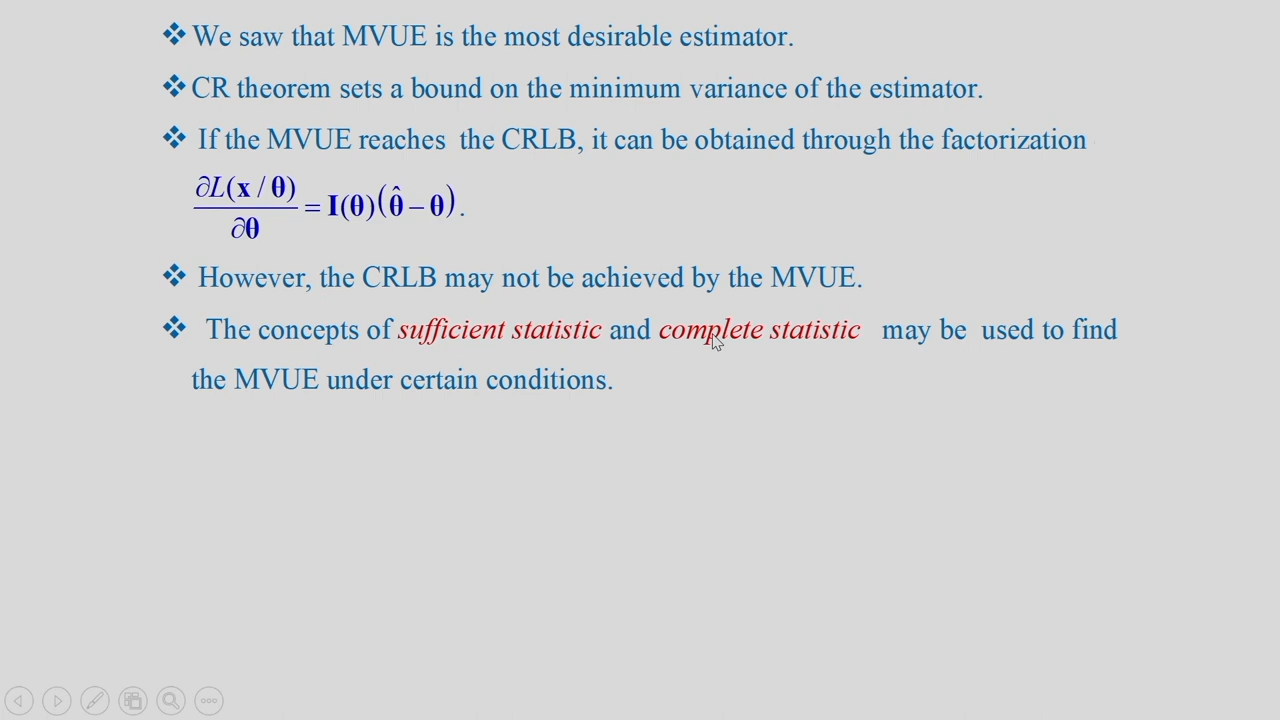 ❖ We saw that MVUE is the most desirable estimator.
❖ CR theorem sets a bound on the minimum variance of the estimator.
❖ If the MVUE reaches the CRLB, it can be obtained through the factorization
∂L(x / θ)/∂θ = I(θ)(θ̂ − θ).
❖ However, the CRLB may not be achieved by the MVUE.
❖ The concepts of sufficient statistic and complete statistic may be used to find
the MVUE under certain conditions.